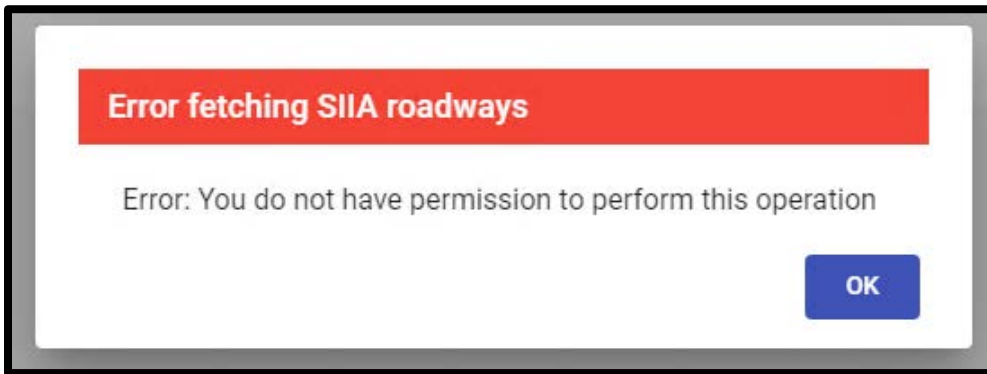 Error fetching SIIA roadways
Error: You do not have permission to perform this operation
OK